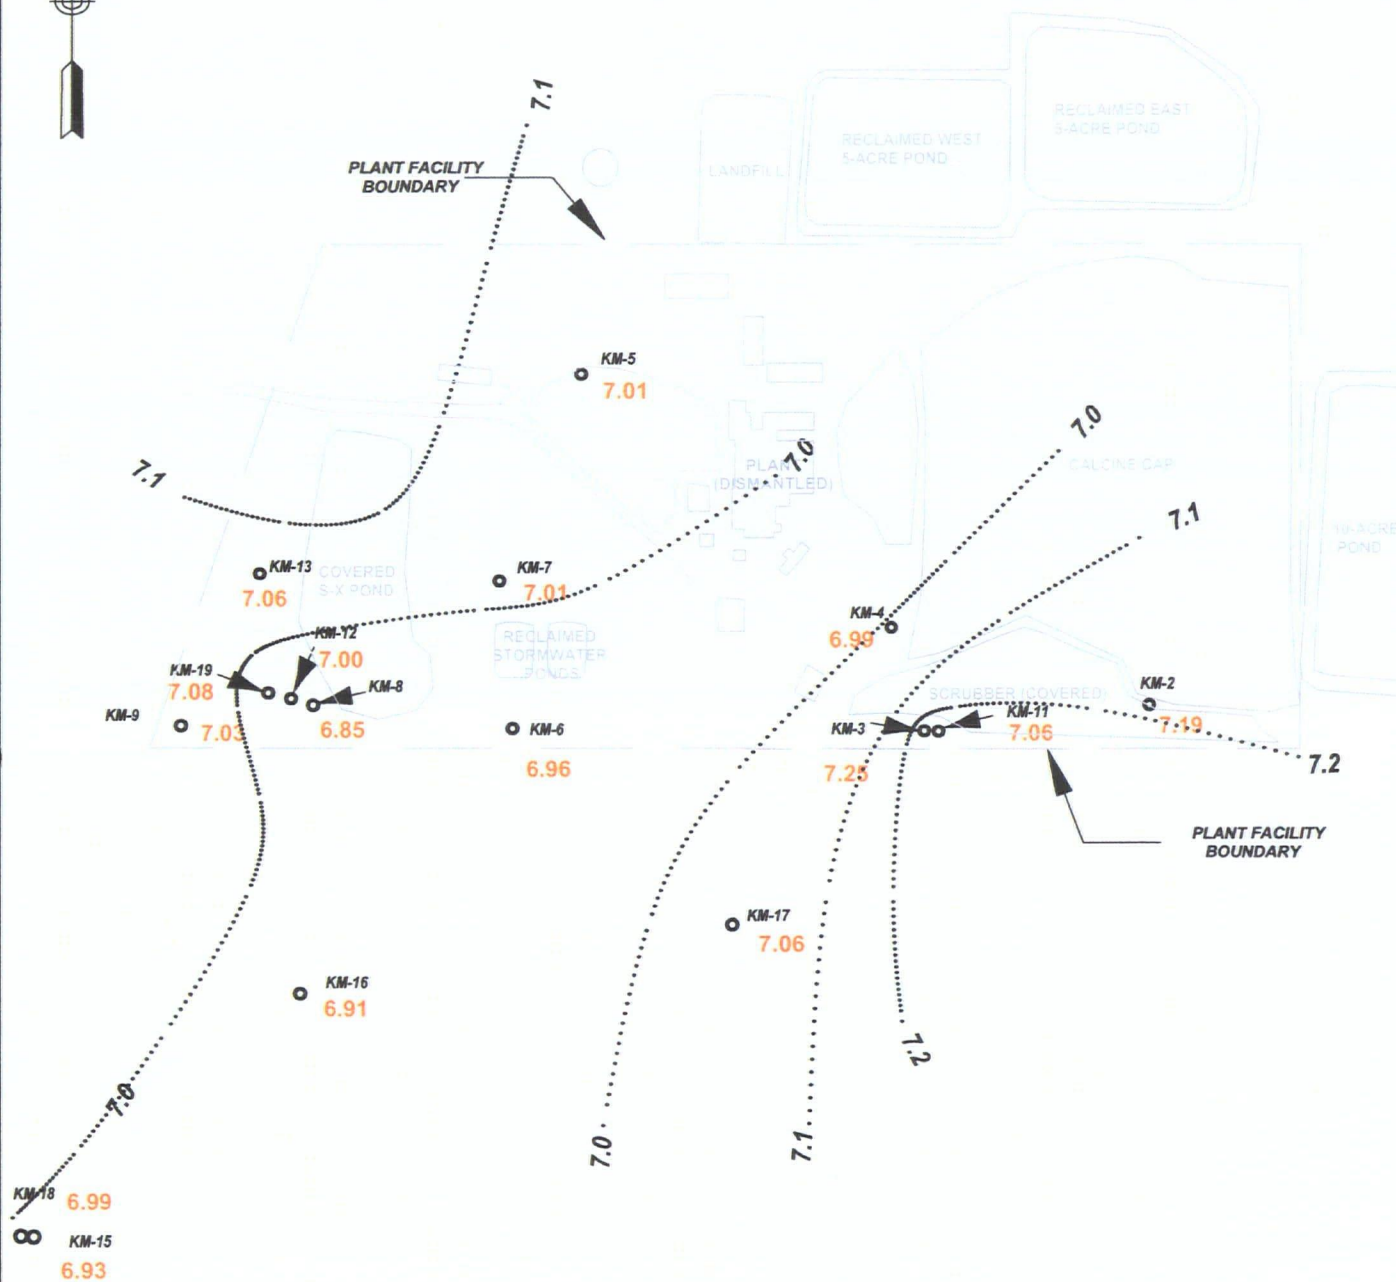 7.1
PLANT FACILITY
BOUNDARY
LANDFILL
RECLAIMED WEST
5-ACRE POND
RECLAIMED EAST
5-ACRE POND
KM-5
7.01
7.0
7.0
PLANT
(DISMANTLED)
CALCINE CAP
7.1
7.1
10-ACRE
POND
KM-13
7.06
COVERED
S-X POND
KM-7
7.01
KM-4
6.99
KM-12
7.00
RECLAIMED
STORMWATER
PONDS
KM-19
7.08
KM-8
6.85
KM-9
7.03
KM-6
6.96
SCRUBBER (COVERED)
KM-2
7.19
KM-3
KM-11
7.06
7.25
7.2
PLANT FACILITY
BOUNDARY
KM-17
7.06
KM-16
6.91
7.2
7.0
7.0
7.1
KM-18
6.99
KM-15
6.93